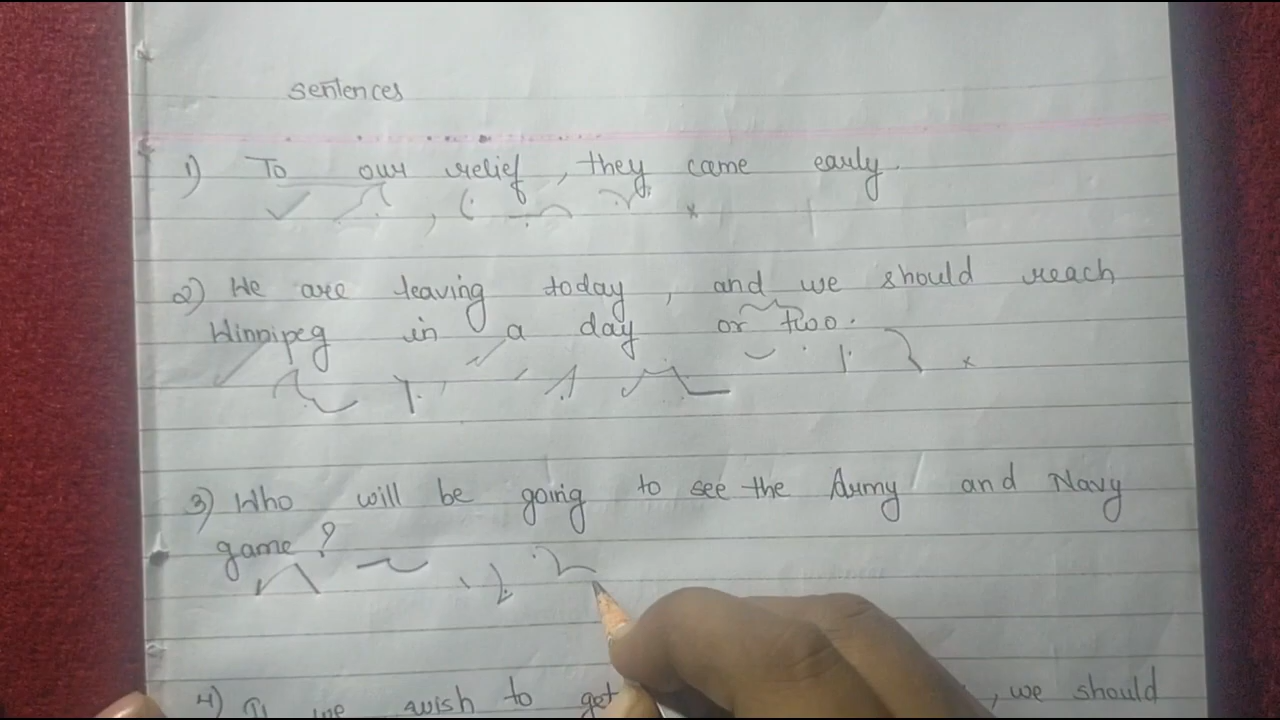 sentences
1) To our relief, they came early.
2) We are leaving today, and we should reach
Winnipeg in a day or two.
3) Who will be going to see the Army and Navy
game?
4) we wish to get , we should